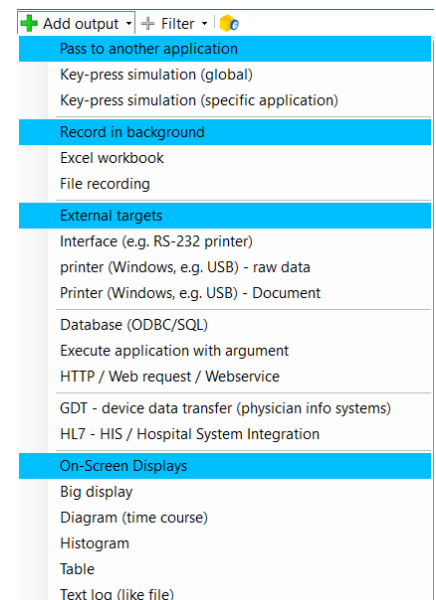 Add output Filter
Pass to another application
Key-press simulation (global)
Key-press simulation (specific application)
Record in background
Excel workbook
File recording
External targets
Interface (e.g. RS-232 printer)
printer (Windows, e.g. USB) - raw data
Printer (Windows, e.g. USB) - Document
Database (ODBC/SQL)
Execute application with argument
HTTP / Web request / Webservice
GDT - device data transfer (physician info systems)
HL7 - HIS / Hospital System Integration
On-Screen Displays
Big display
Diagram (time course)
Histogram
Table
Text log (like file)